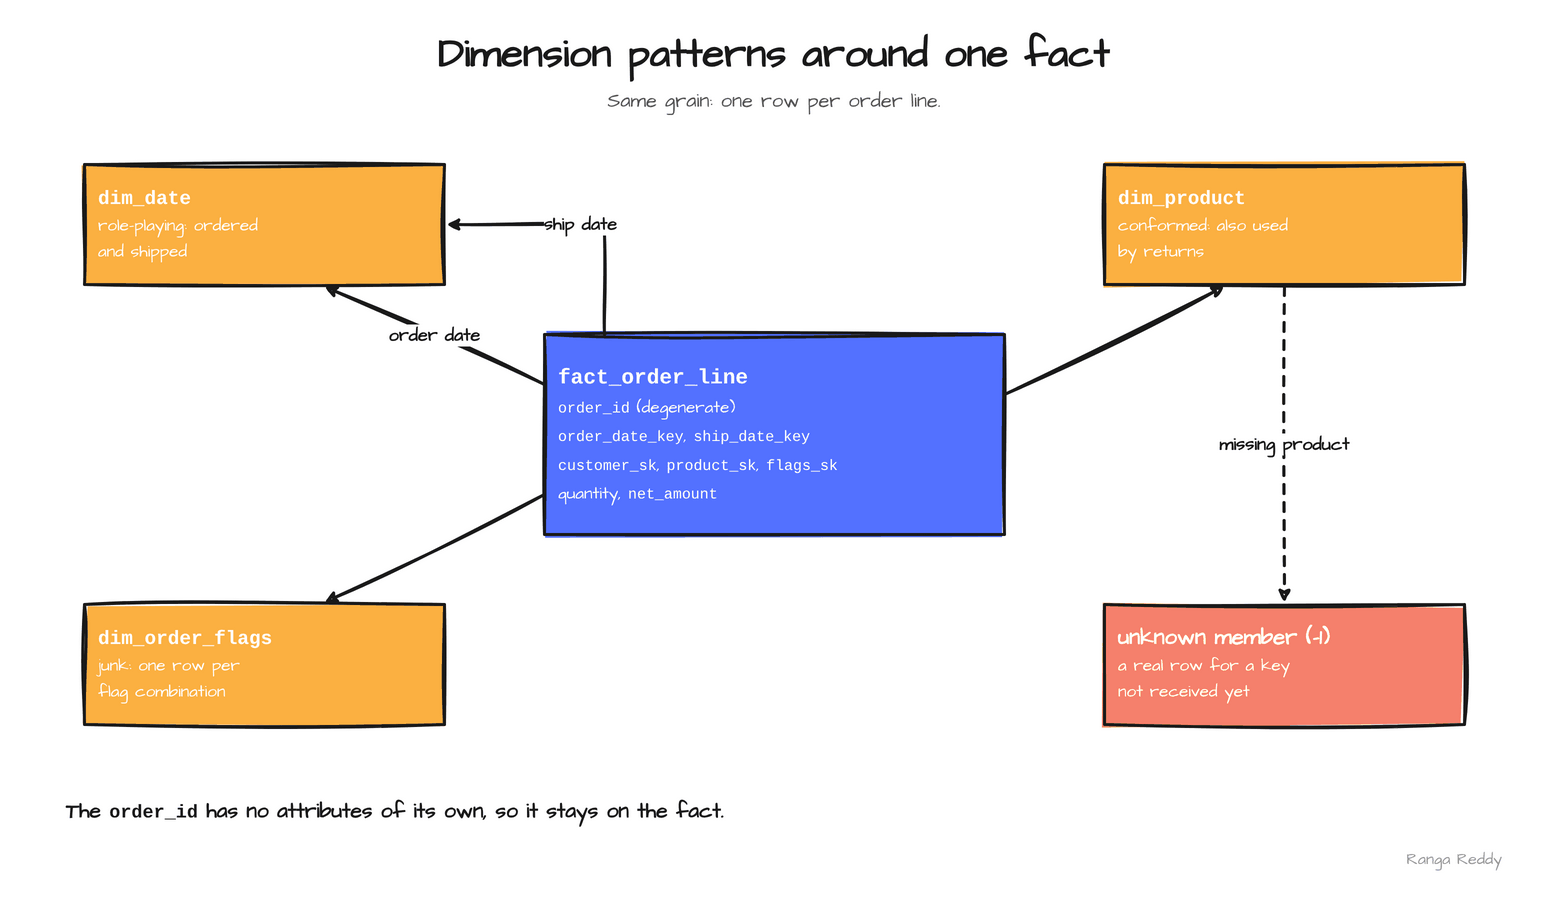 Dimension patterns around one fact
Same grain: one row per order line.
dim_date
role-playing: ordered
and shipped
ship date
order date
dim_product
conformed: also used
by returns
fact_order_line
order_id (degenerate)
order_date_key, ship_date_key
customer_sk, product_sk, flags_sk
quantity, net_amount
missing product
dim_order_flags
junk: one row per
flag combination
unknown member (-1)
a real row for a key
not received yet
The order_id has no attributes of its own, so it stays on the fact.
Ranga Reddy